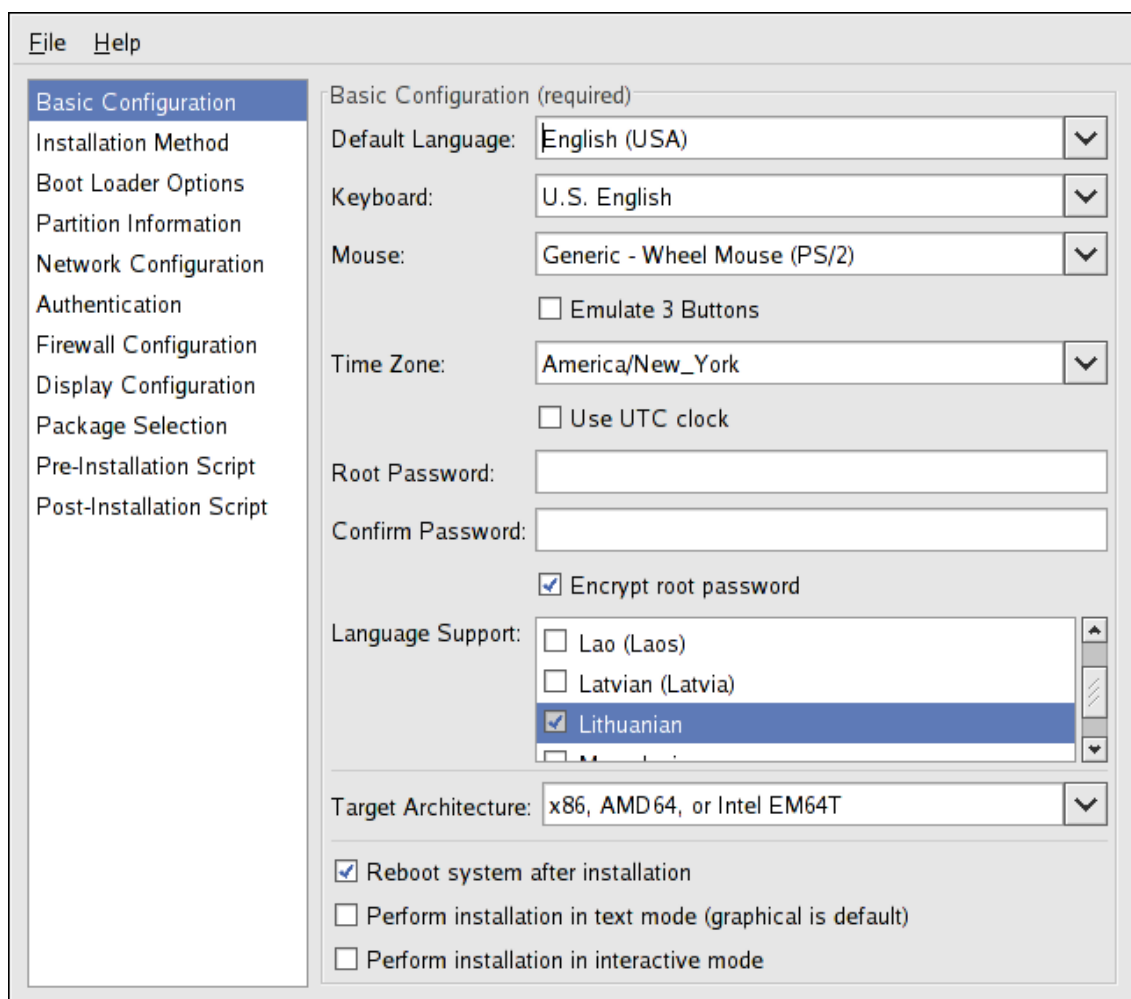 File Help
Basic Configuration
Installation Method
Boot Loader Options
Partition Information
Network Configuration
Authentication
Firewall Configuration
Display Configuration
Package Selection
Pre-Installation Script
Post-Installation Script
Basic Configuration (required)
Default Language: English (USA)
Keyboard: U.S. English
Mouse: Generic - Wheel Mouse (PS/2)
Emulate 3 Buttons
Time Zone: America/New_York
Use UTC clock
Root Password:
Confirm Password:
Encrypt root password
Language Support:
Lao (Laos)
Latvian (Latvia)
Lithuanian
Target Architecture: x86, AMD64, or Intel EM64T
Reboot system after installation
Perform installation in text mode (graphical is default)
Perform installation in interactive mode